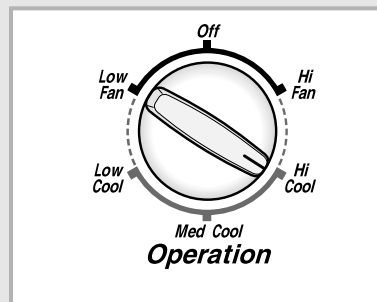 Off
Low
Fan
Hi
Fan
Low
Cool
Hi
Cool
Med Cool
Operation